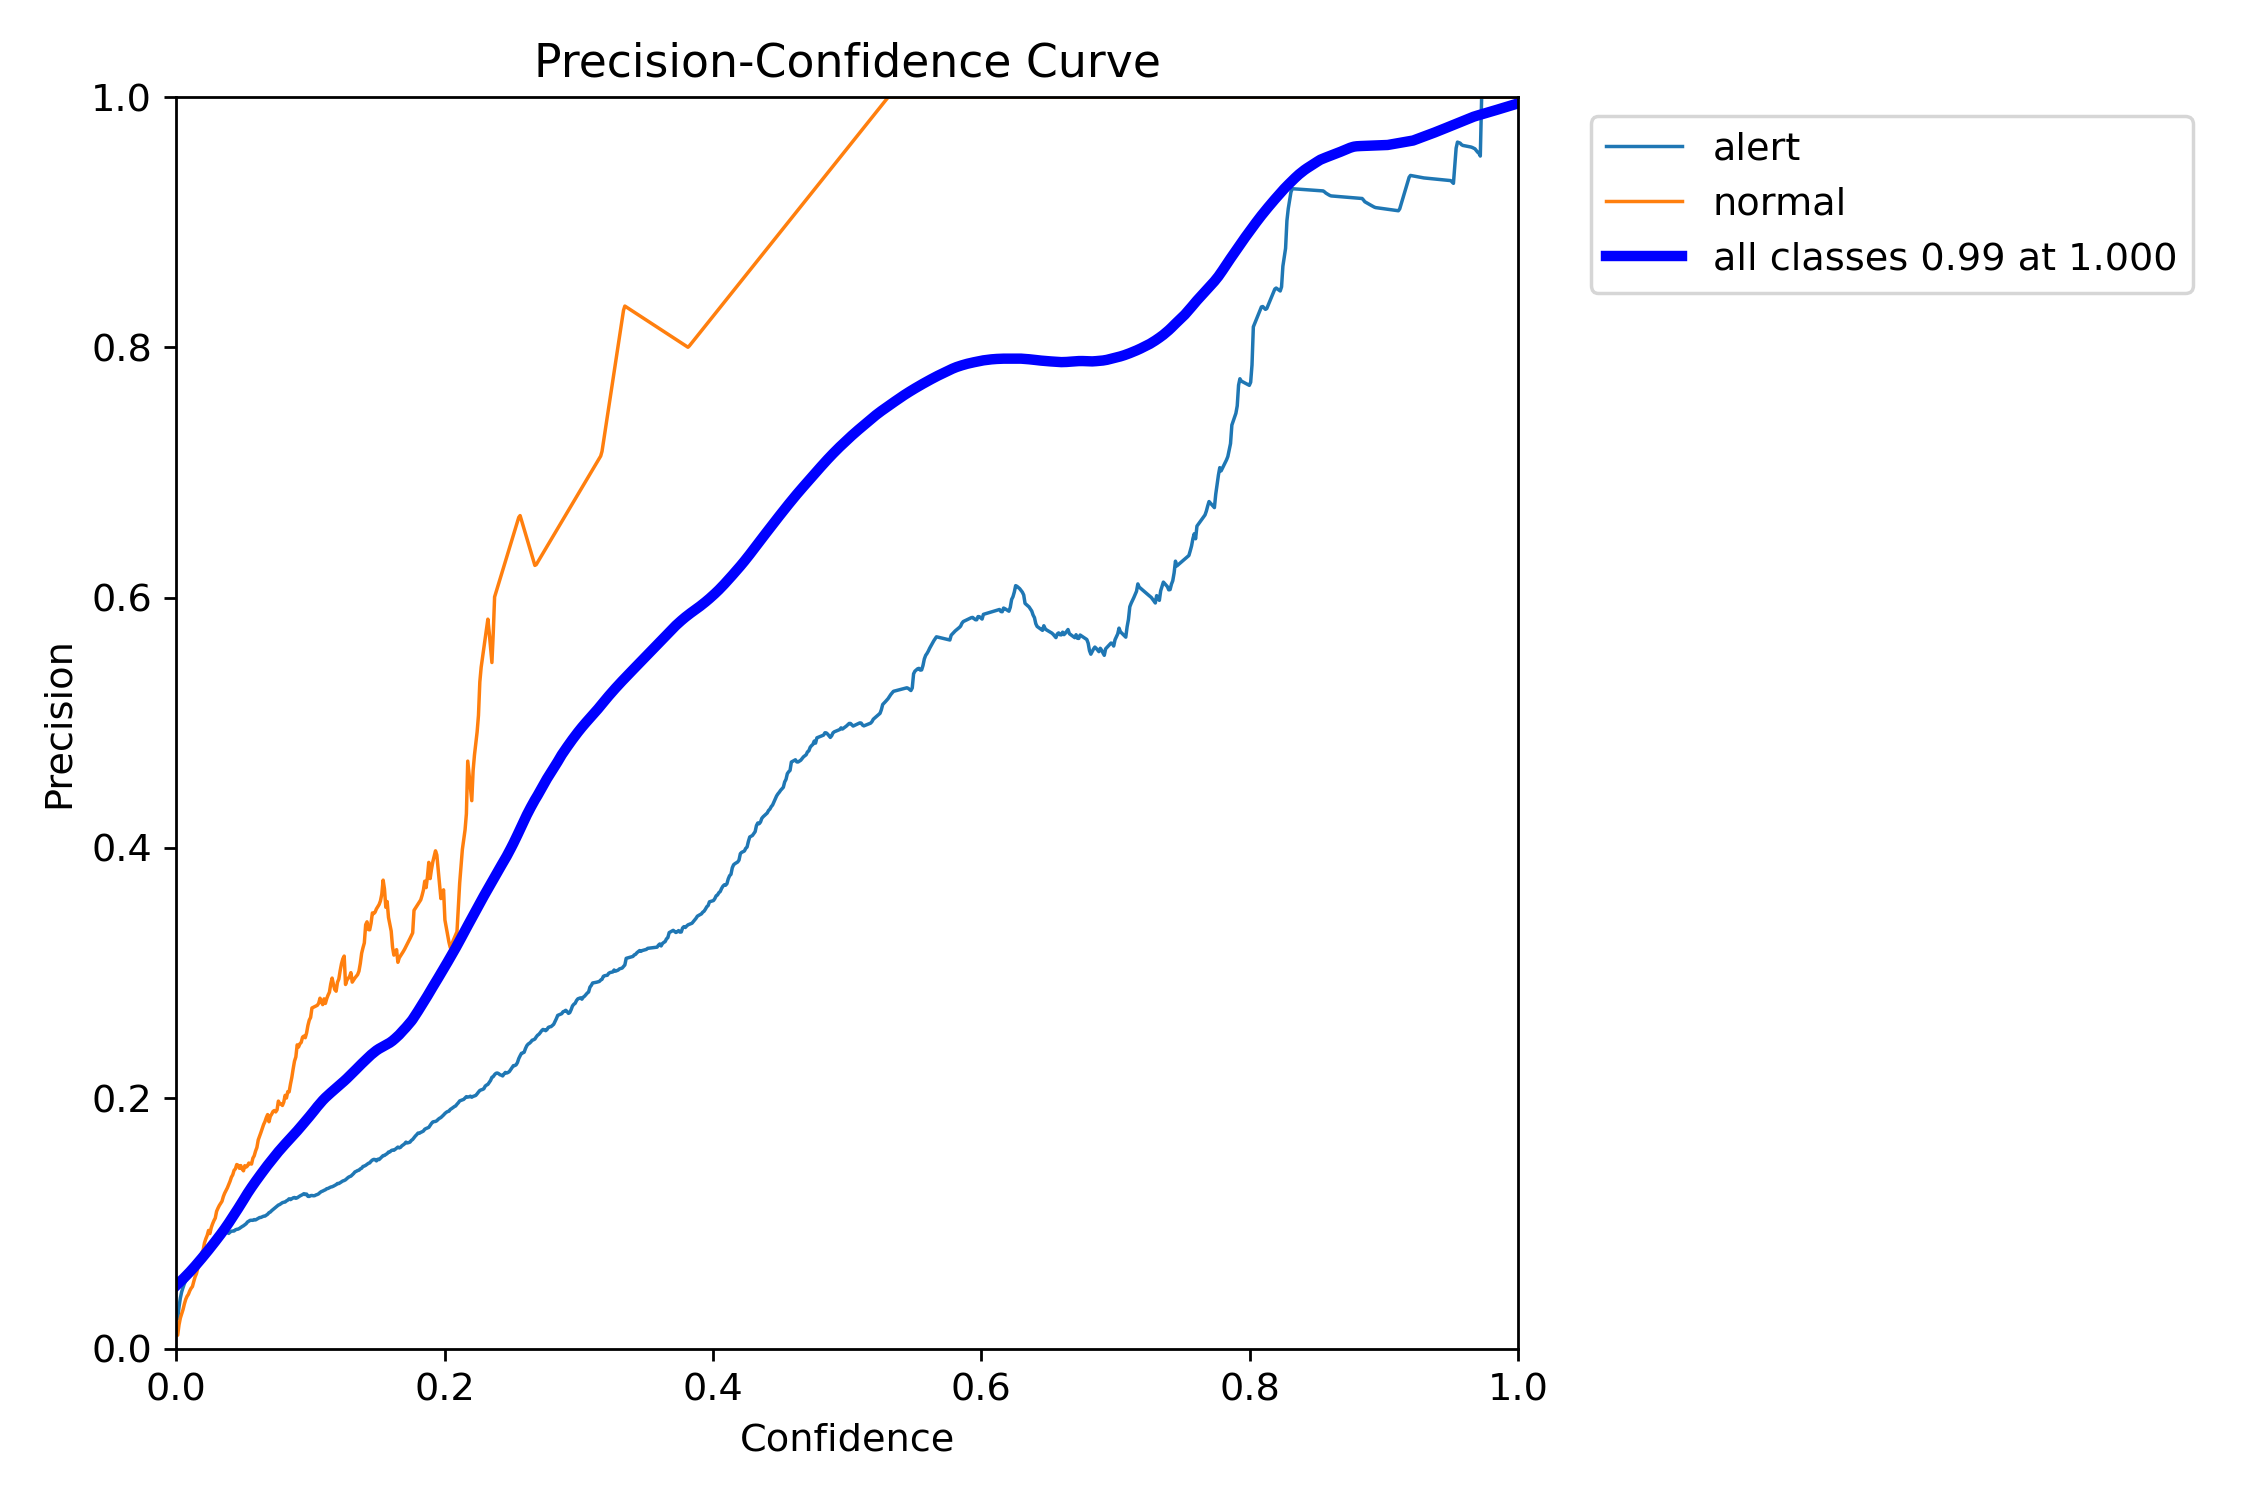 Precision-Confidence Curve
1.0
0.8
0.6
0.4
0.2
0.0
Precision
0.0 0.2 0.4 0.6 0.8 1.0
Confidence
alert
normal
all classes 0.99 at 1.000